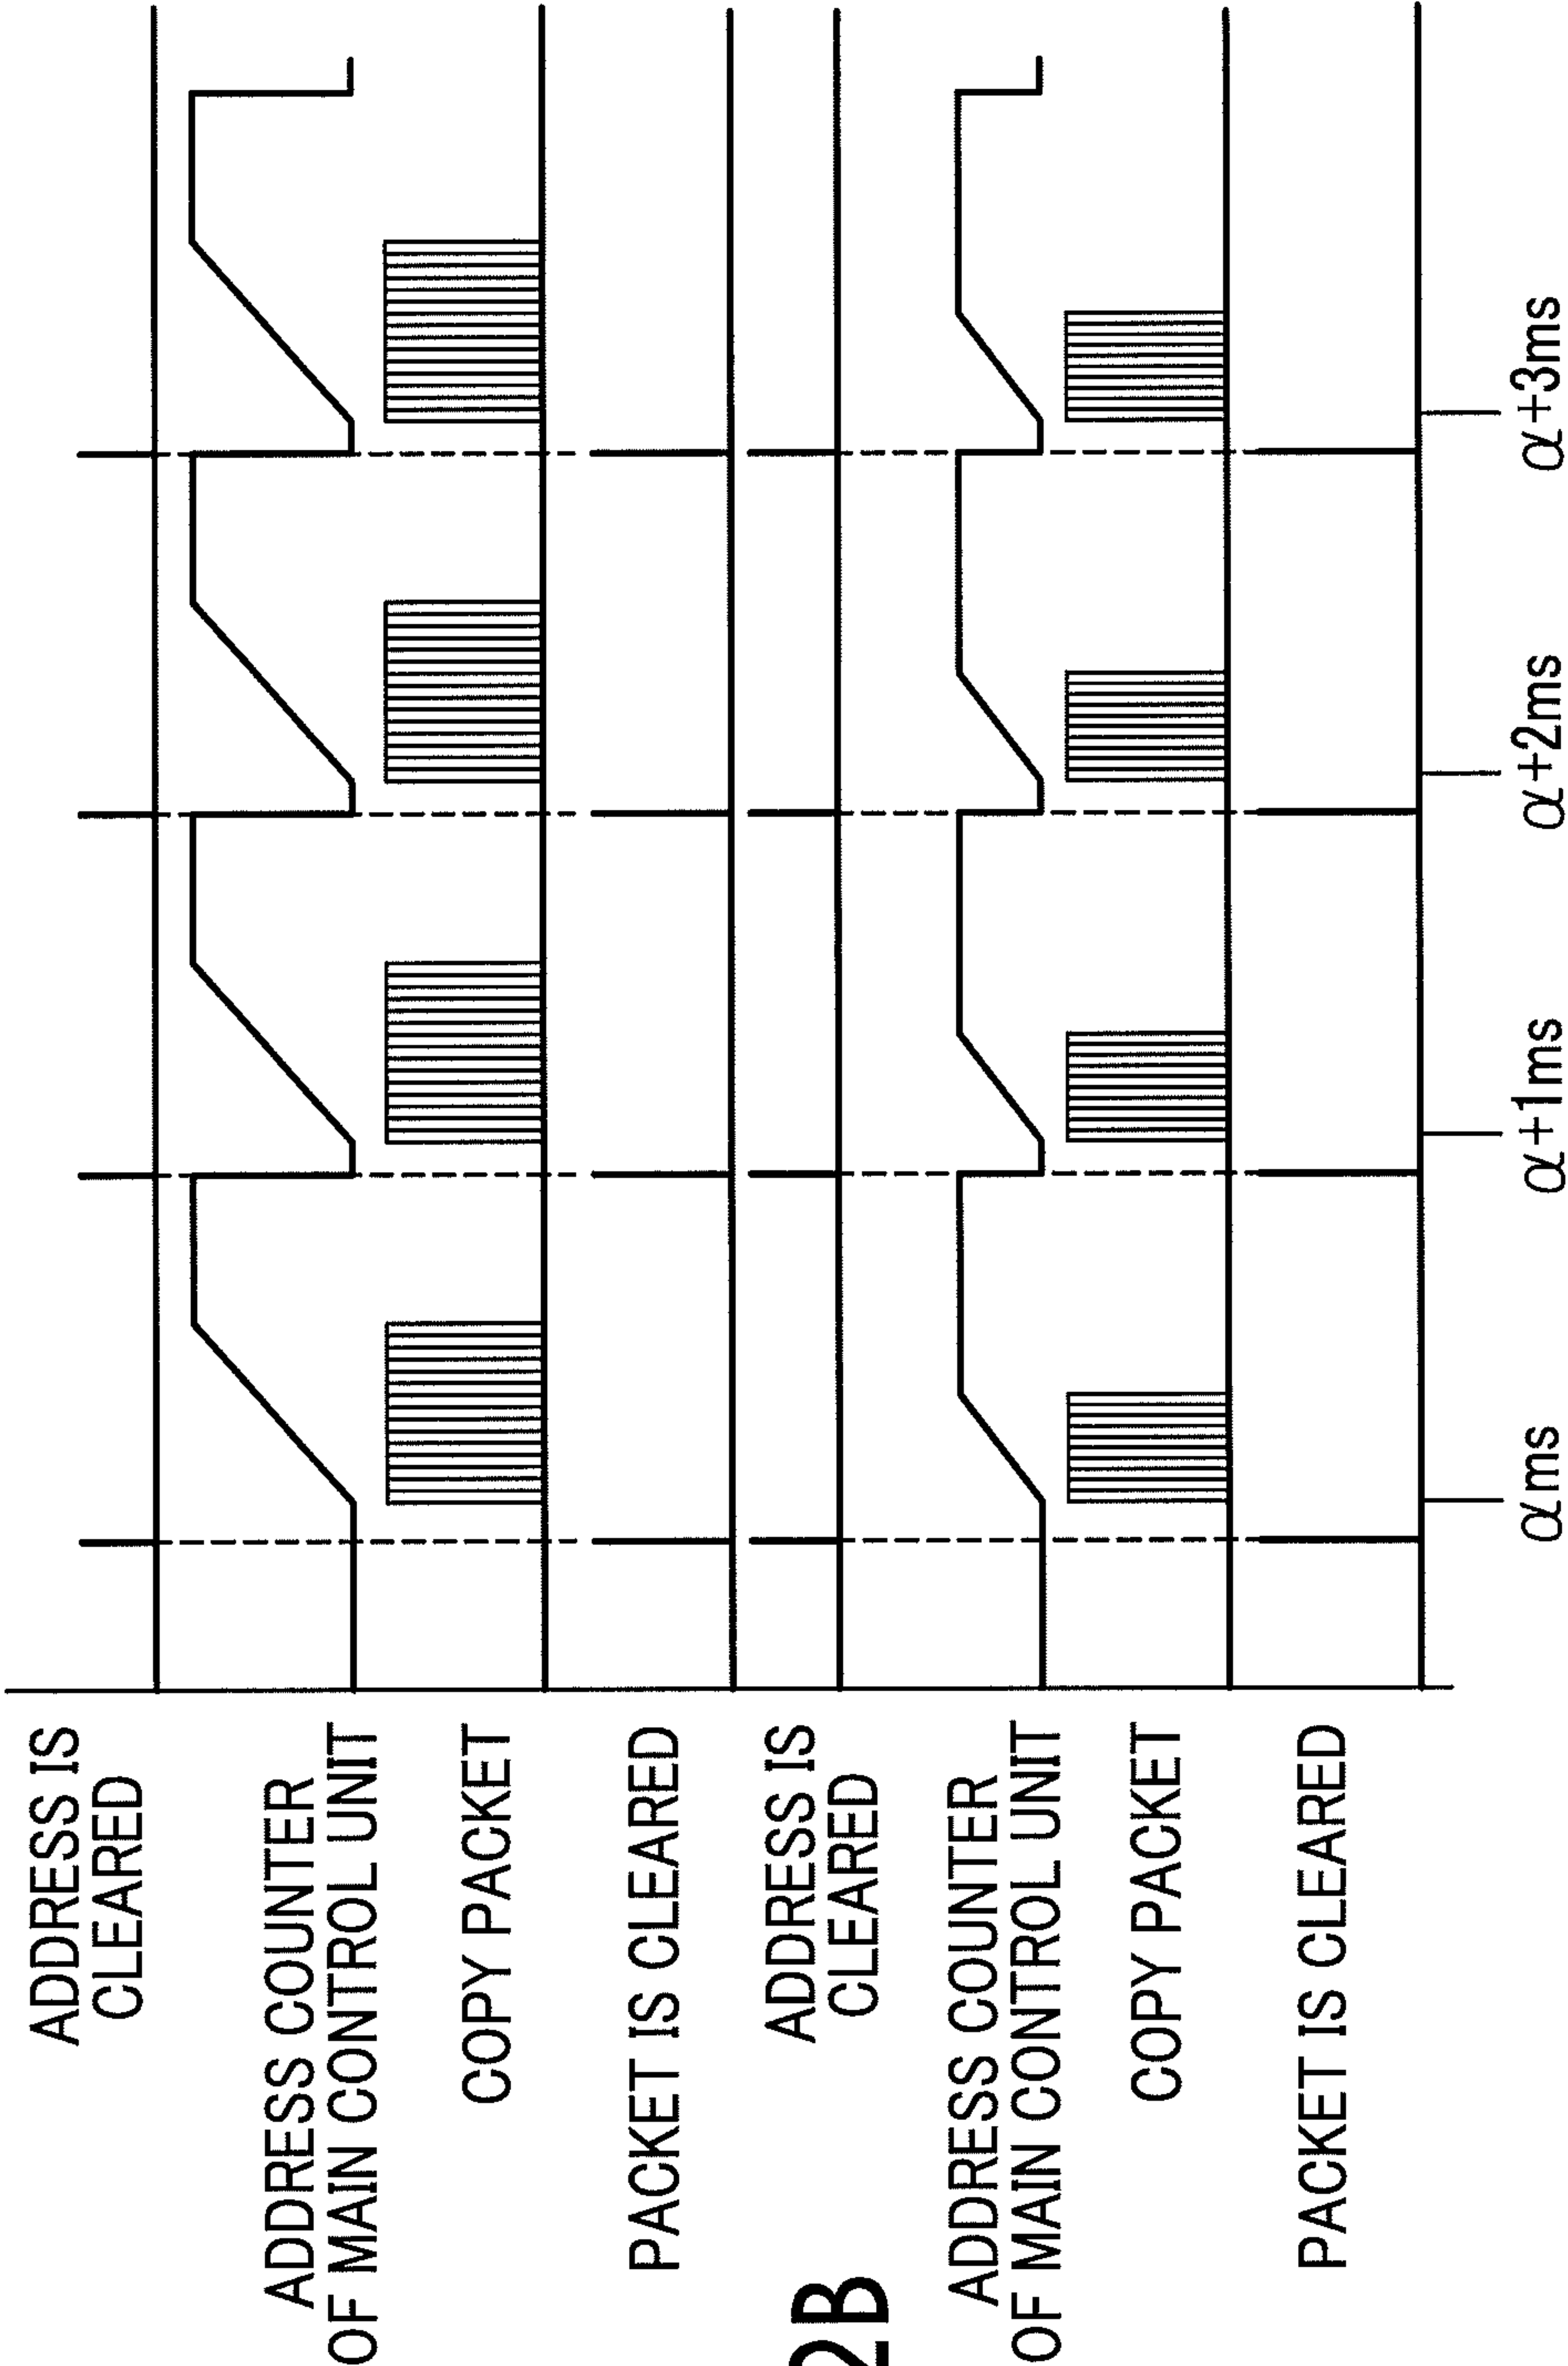 ADDRESS IS
CLEARED
ADDRESS COUNTER
OF MAIN CONTROL UNIT
COPY PACKET
PACKET IS CLEARED
2B
ADDRESS IS
CLEARED
ADDRESS COUNTER
OF MAIN CONTROL UNIT
COPY PACKET
PACKET IS CLEARED
αms
α+1ms
α+2ms
α+3ms